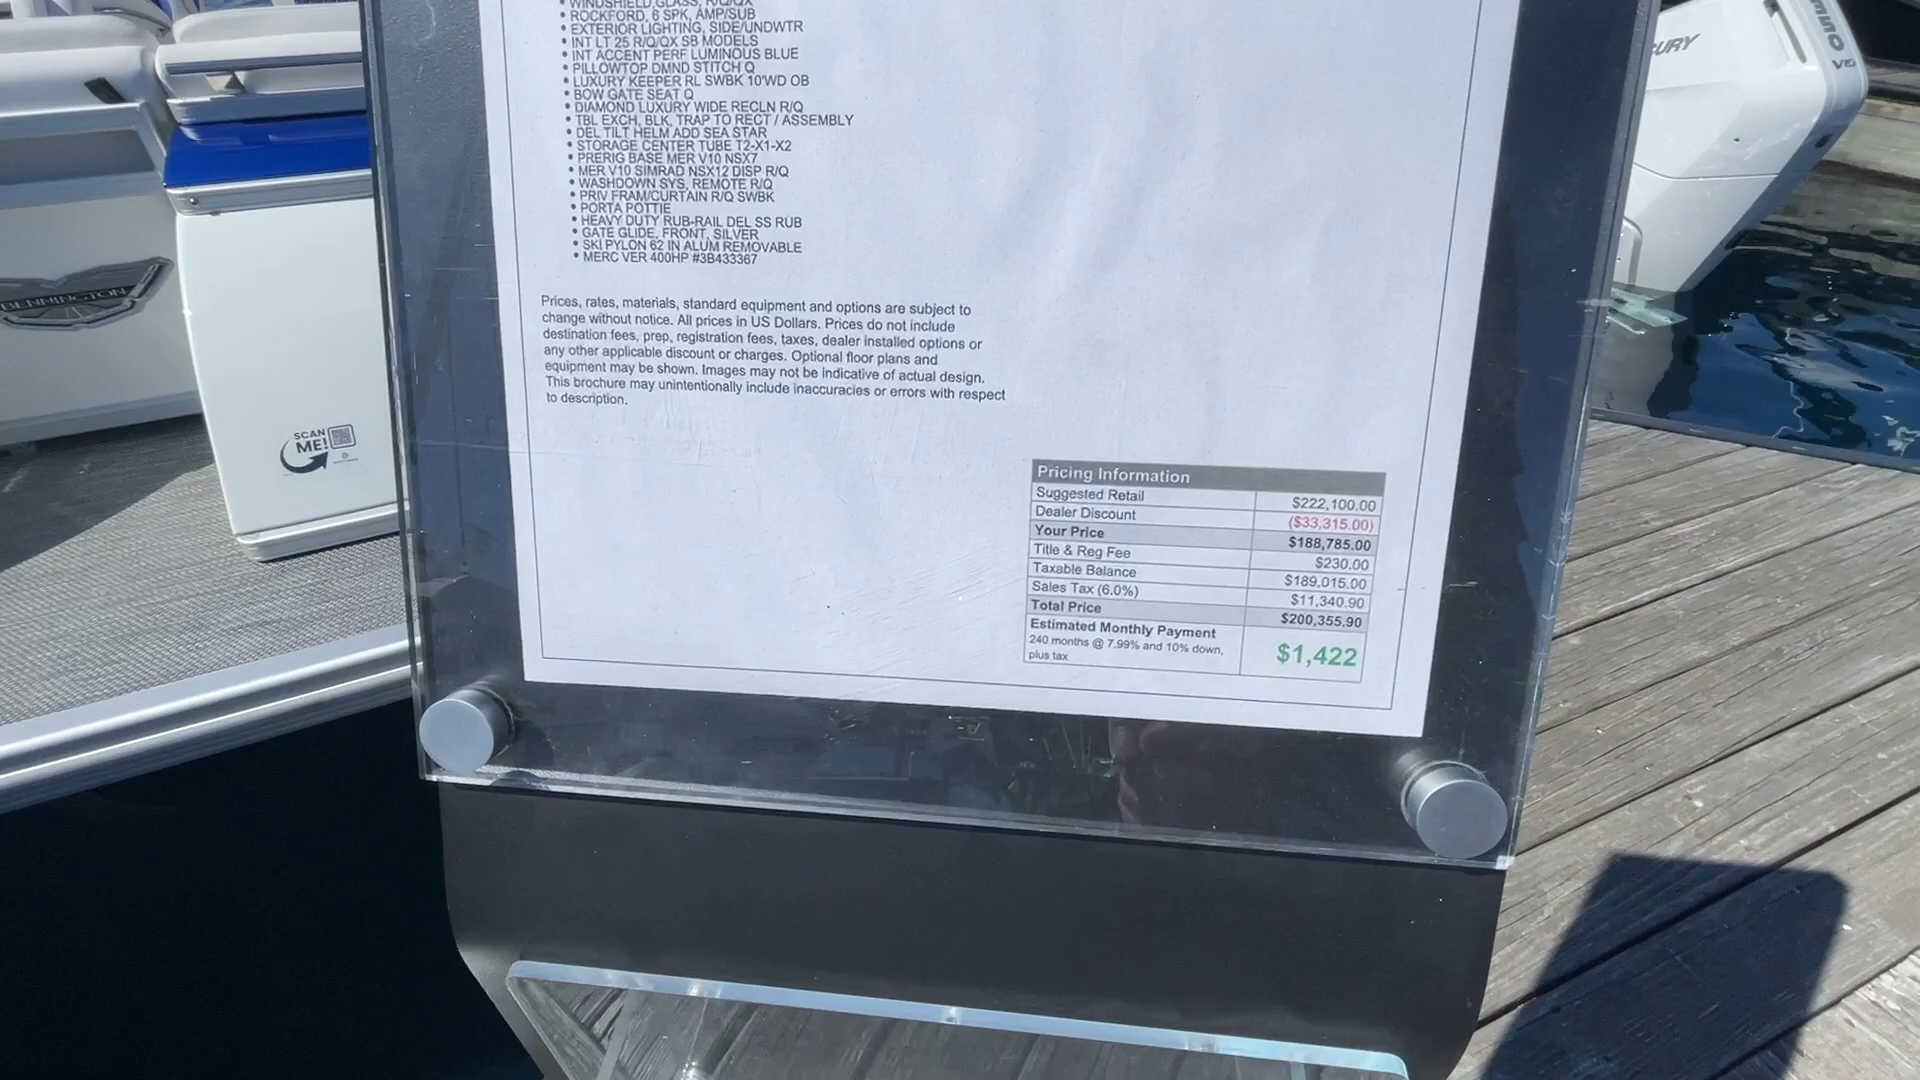 WINDSHIELD,GLASS, R/Q/QX
• ROCKFORD, 6 SPK, AMP/SUB
• EXTERIOR LIGHTING, SIDE/UNDWTR
• INT LT 25 R/Q/QX SB MODELS
• INT ACCENT PERF LUMINOUS BLUE
• PILLOWTOP DMND STITCH Q
• LUXURY KEEPER RL SWBK 10'WD OB
• BOW GATE SEAT Q
• DIAMOND LUXURY WIDE RECLN R/Q
• TBL EXCH, BLK, TRAP TO RECT / ASSEMBLY
• DEL TILT HELM ADD SEA STAR
• STORAGE CENTER TUBE T2-X1-X2
• PRERIG BASE MER V10 NSX7
• MER V10 SIMRAD NSX12 DISP R/Q
• WASHDOWN SYS, REMOTE R/Q
• PRIV FRAM/CURTAIN R/Q SWBK
• PORTA POTTIE
• HEAVY DUTY RUB-RAIL DEL SS RUB
• GATE GLIDE, FRONT, SILVER
• SKI PYLON 62 IN ALUM REMOVABLE
• MERC VER 400HP #3B433367
Prices, rates, materials, standard equipment and options are subject to
change without notice. All prices in US Dollars. Prices do not include
destination fees, prep, registration fees, taxes, dealer installed options or
any other applicable discount or charges. Optional floor plans and
equipment may be shown. Images may not be indicative of actual design.
This brochure may unintentionally include inaccuracies or errors with respect
to description.
Pricing Information
Suggested Retail $222,100.00
Dealer Discount ($33,315.00)
Your Price $188,785.00
Title & Reg Fee $230.00
Taxable Balance $189,015.00
Sales Tax (6.0%) $11,340.90
Total Price $200,355.90
Estimated Monthly Payment
240 months @ 7.99% and 10% down,
plus tax
$1,422
BENNINGTON
SCAN
ME!